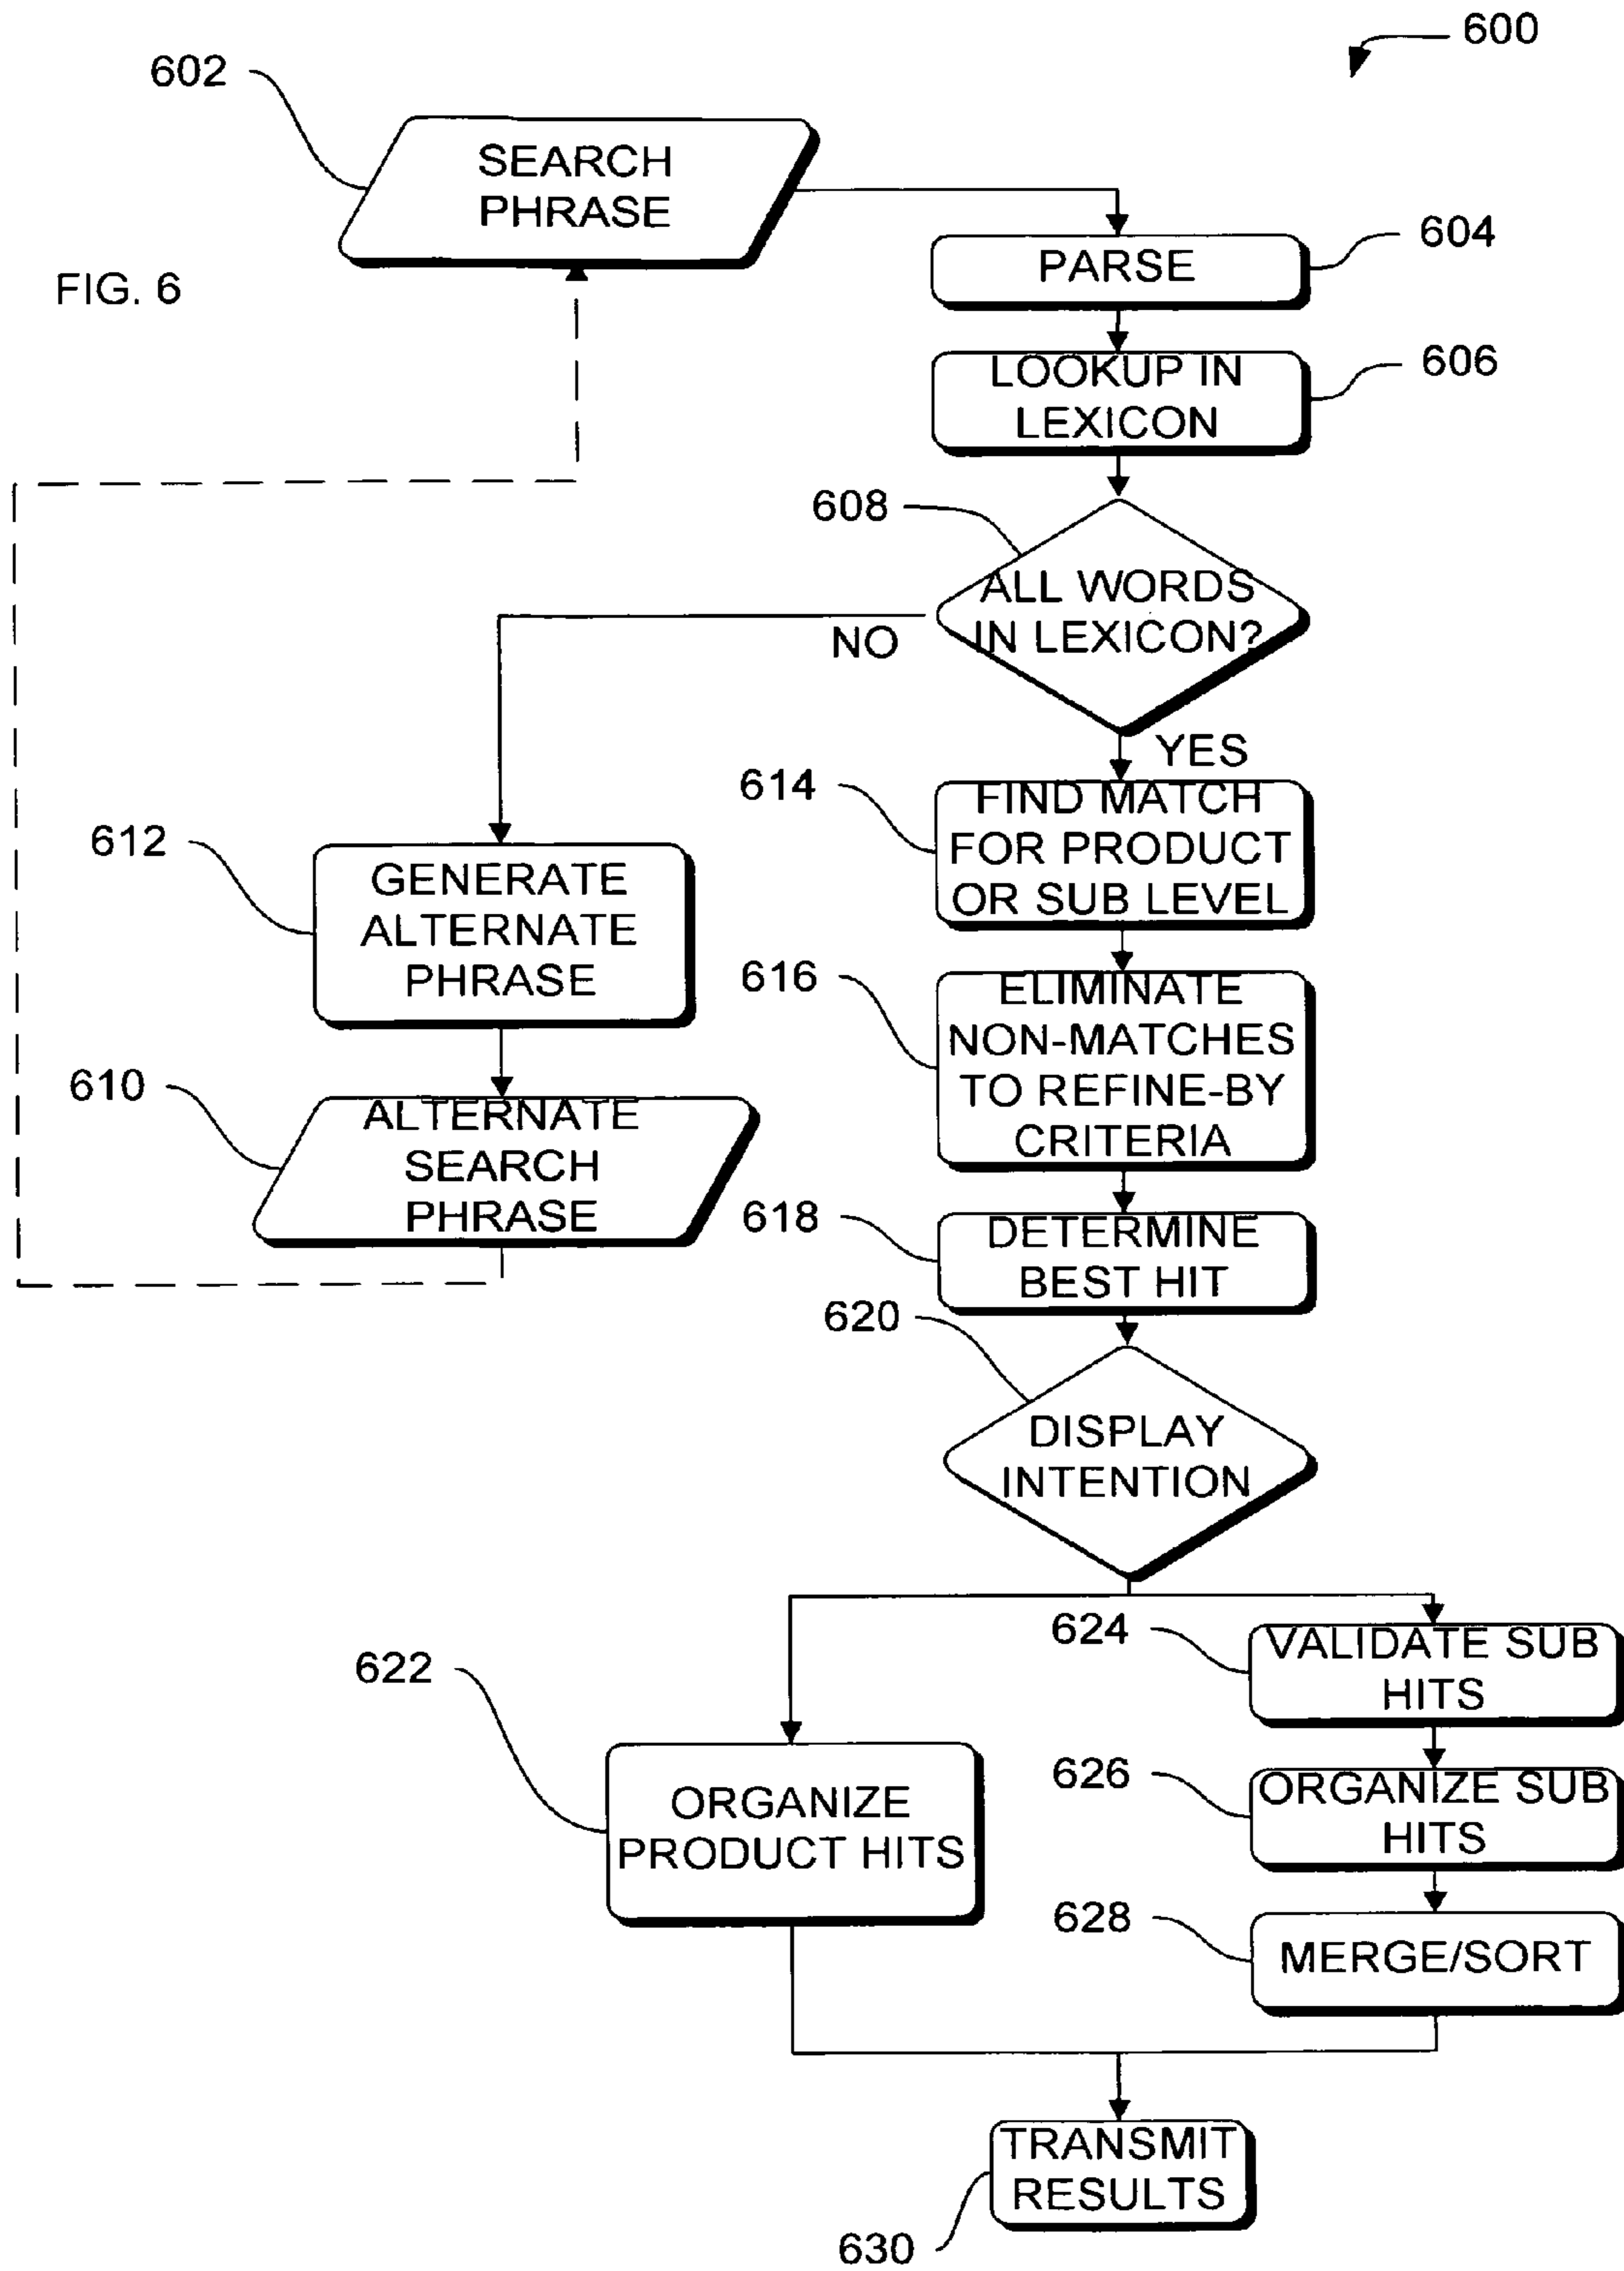 600
602
SEARCH
PHRASE
604
PARSE
FIG. 6
606
LOOKUP IN
LEXICON
608
ALL WORDS
IN LEXICON?
NO
YES
614
FIND MATCH
FOR PRODUCT
OR SUB LEVEL
612
GENERATE
ALTERNATE
PHRASE
616
ELIMINATE
NON-MATCHES
TO REFINE-BY
CRITERIA
610
ALTERNATE
SEARCH
PHRASE
618
DETERMINE
BEST HIT
620
DISPLAY
INTENTION
624
VALIDATE SUB
HITS
622
ORGANIZE
PRODUCT HITS
626
ORGANIZE SUB
HITS
628
MERGE/SORT
TRANSMIT
RESULTS
630